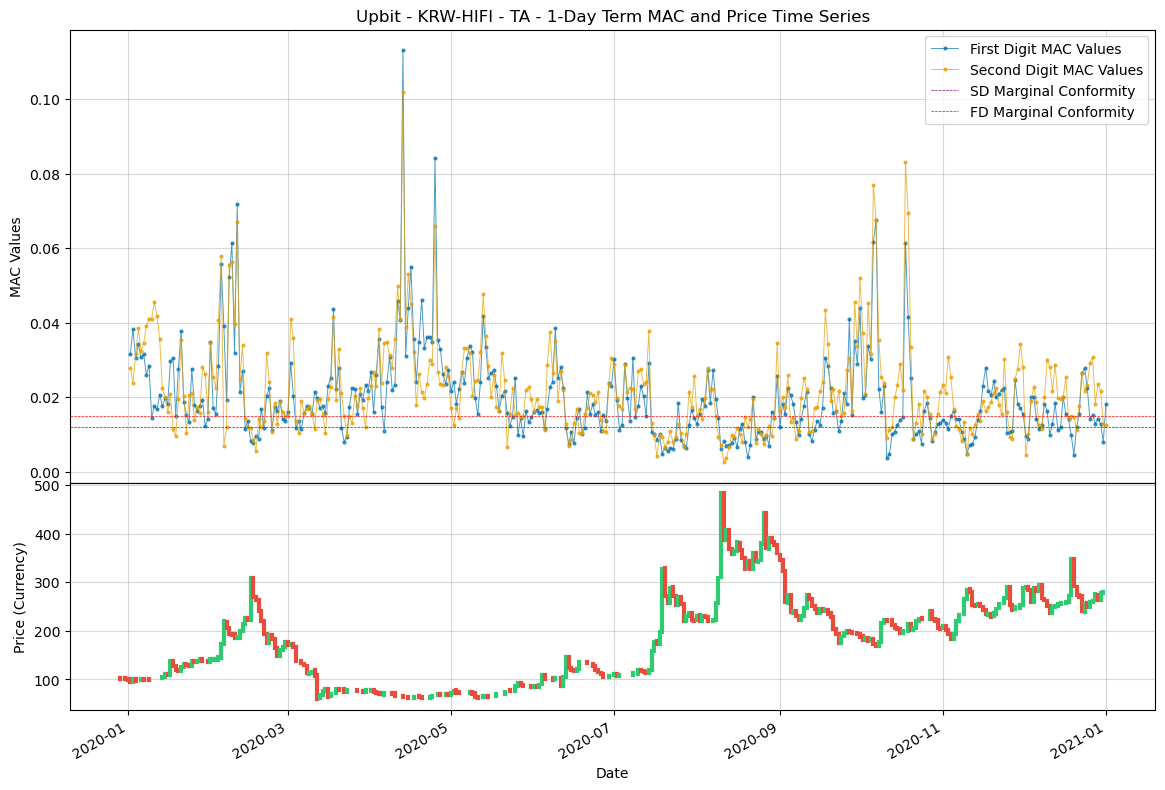 Upbit - KRW-HIFI - TA - 1-Day Term MAC and Price Time Series
First Digit MAC Values
Second Digit MAC Values
SD Marginal Conformity
FD Marginal Conformity
MAC Values
0.10
0.08
0.06
0.04
0.02
0.00
Price (Currency)
500
400
300
200
100
2020-01
2020-03
2020-05
2020-07
2020-09
2020-11
2021-01
Date